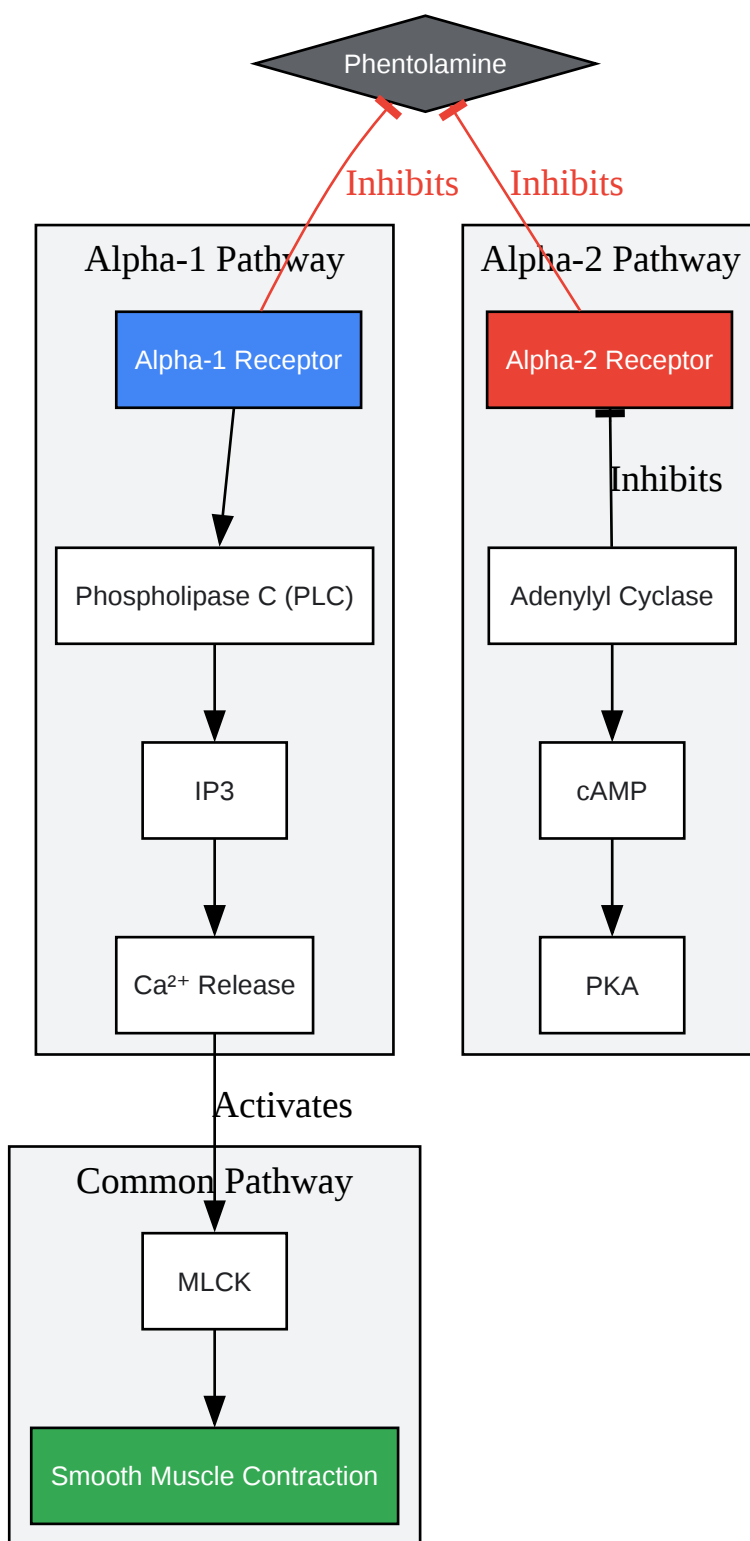 Phentolamine
Inhibits
Inhibits
Alpha-1 Pathway
Alpha-2 Pathway
Alpha-1 Receptor
Alpha-2 Receptor
Inhibits
Phospholipase C (PLC)
Adenylyl Cyclase
IP3
cAMP
Ca²⁺ Release
PKA
Activates
Common Pathway
MLCK
Smooth Muscle Contraction